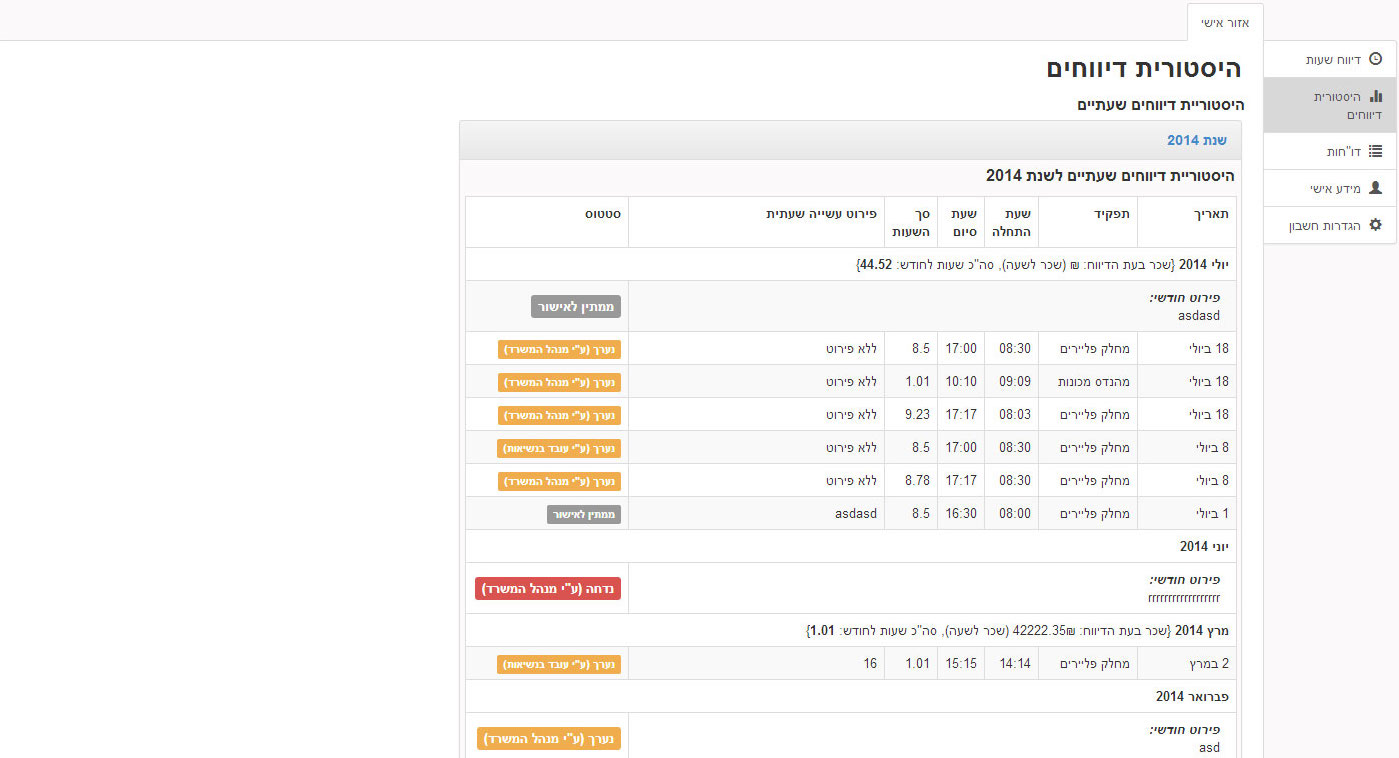 אזור אישי
דיווח שעות
היסטורית
דיווחים
דו"חות
מידע אישי
הגדרות חשבון
היסטורית דיווחים
היסטוריית דיווחים שעתיים
שנת 2014
היסטוריית דיווחים שעתיים לשנת 2014
תאריך תפקיד שעת התחלה שעת סיום סך השעות פירוט עשייה שעתית סטטוס
יולי 2014 {שכר בעת הדיווח: ₪ (שכר לשעה), סה"כ שעות לחודש: 44.52}
פירוט חודשי:
asdasd ממתין לאישור
18 ביולי מחלק פליירים 08:30 17:00 8.5 ללא פירוט נערך (ע"י מנהל המשרד)
18 ביולי מהנדס מכונות 09:09 10:10 1.01 ללא פירוט נערך (ע"י מנהל המשרד)
18 ביולי מחלק פליירים 08:03 17:17 9.23 ללא פירוט נערך (ע"י מנהל המשרד)
8 ביולי מחלק פליירים 08:30 17:00 8.5 ללא פירוט נערך (ע"י עובד בנשיאות)
8 ביולי מחלק פליירים 08:30 17:17 8.78 ללא פירוט נערך (ע"י מנהל המשרד)
1 ביולי מחלק פליירים 08:00 16:30 8.5 asdasd ממתין לאישור
יוני 2014
פירוט חודשי:
rrrrrrrrrrrrrrrrrr נדחה (ע"י מנהל המשרד)
מרץ 2014 {שכר בעת הדיווח: 42222.35₪ (שכר לשעה), סה"כ שעות לחודש: 1.01}
2 במרץ מחלק פליירים 14:14 15:15 1.01 16 נערך (ע"י עובד בנשיאות)
פברואר 2014
פירוט חודשי:
asd נערך (ע"י מנהל המשרד)